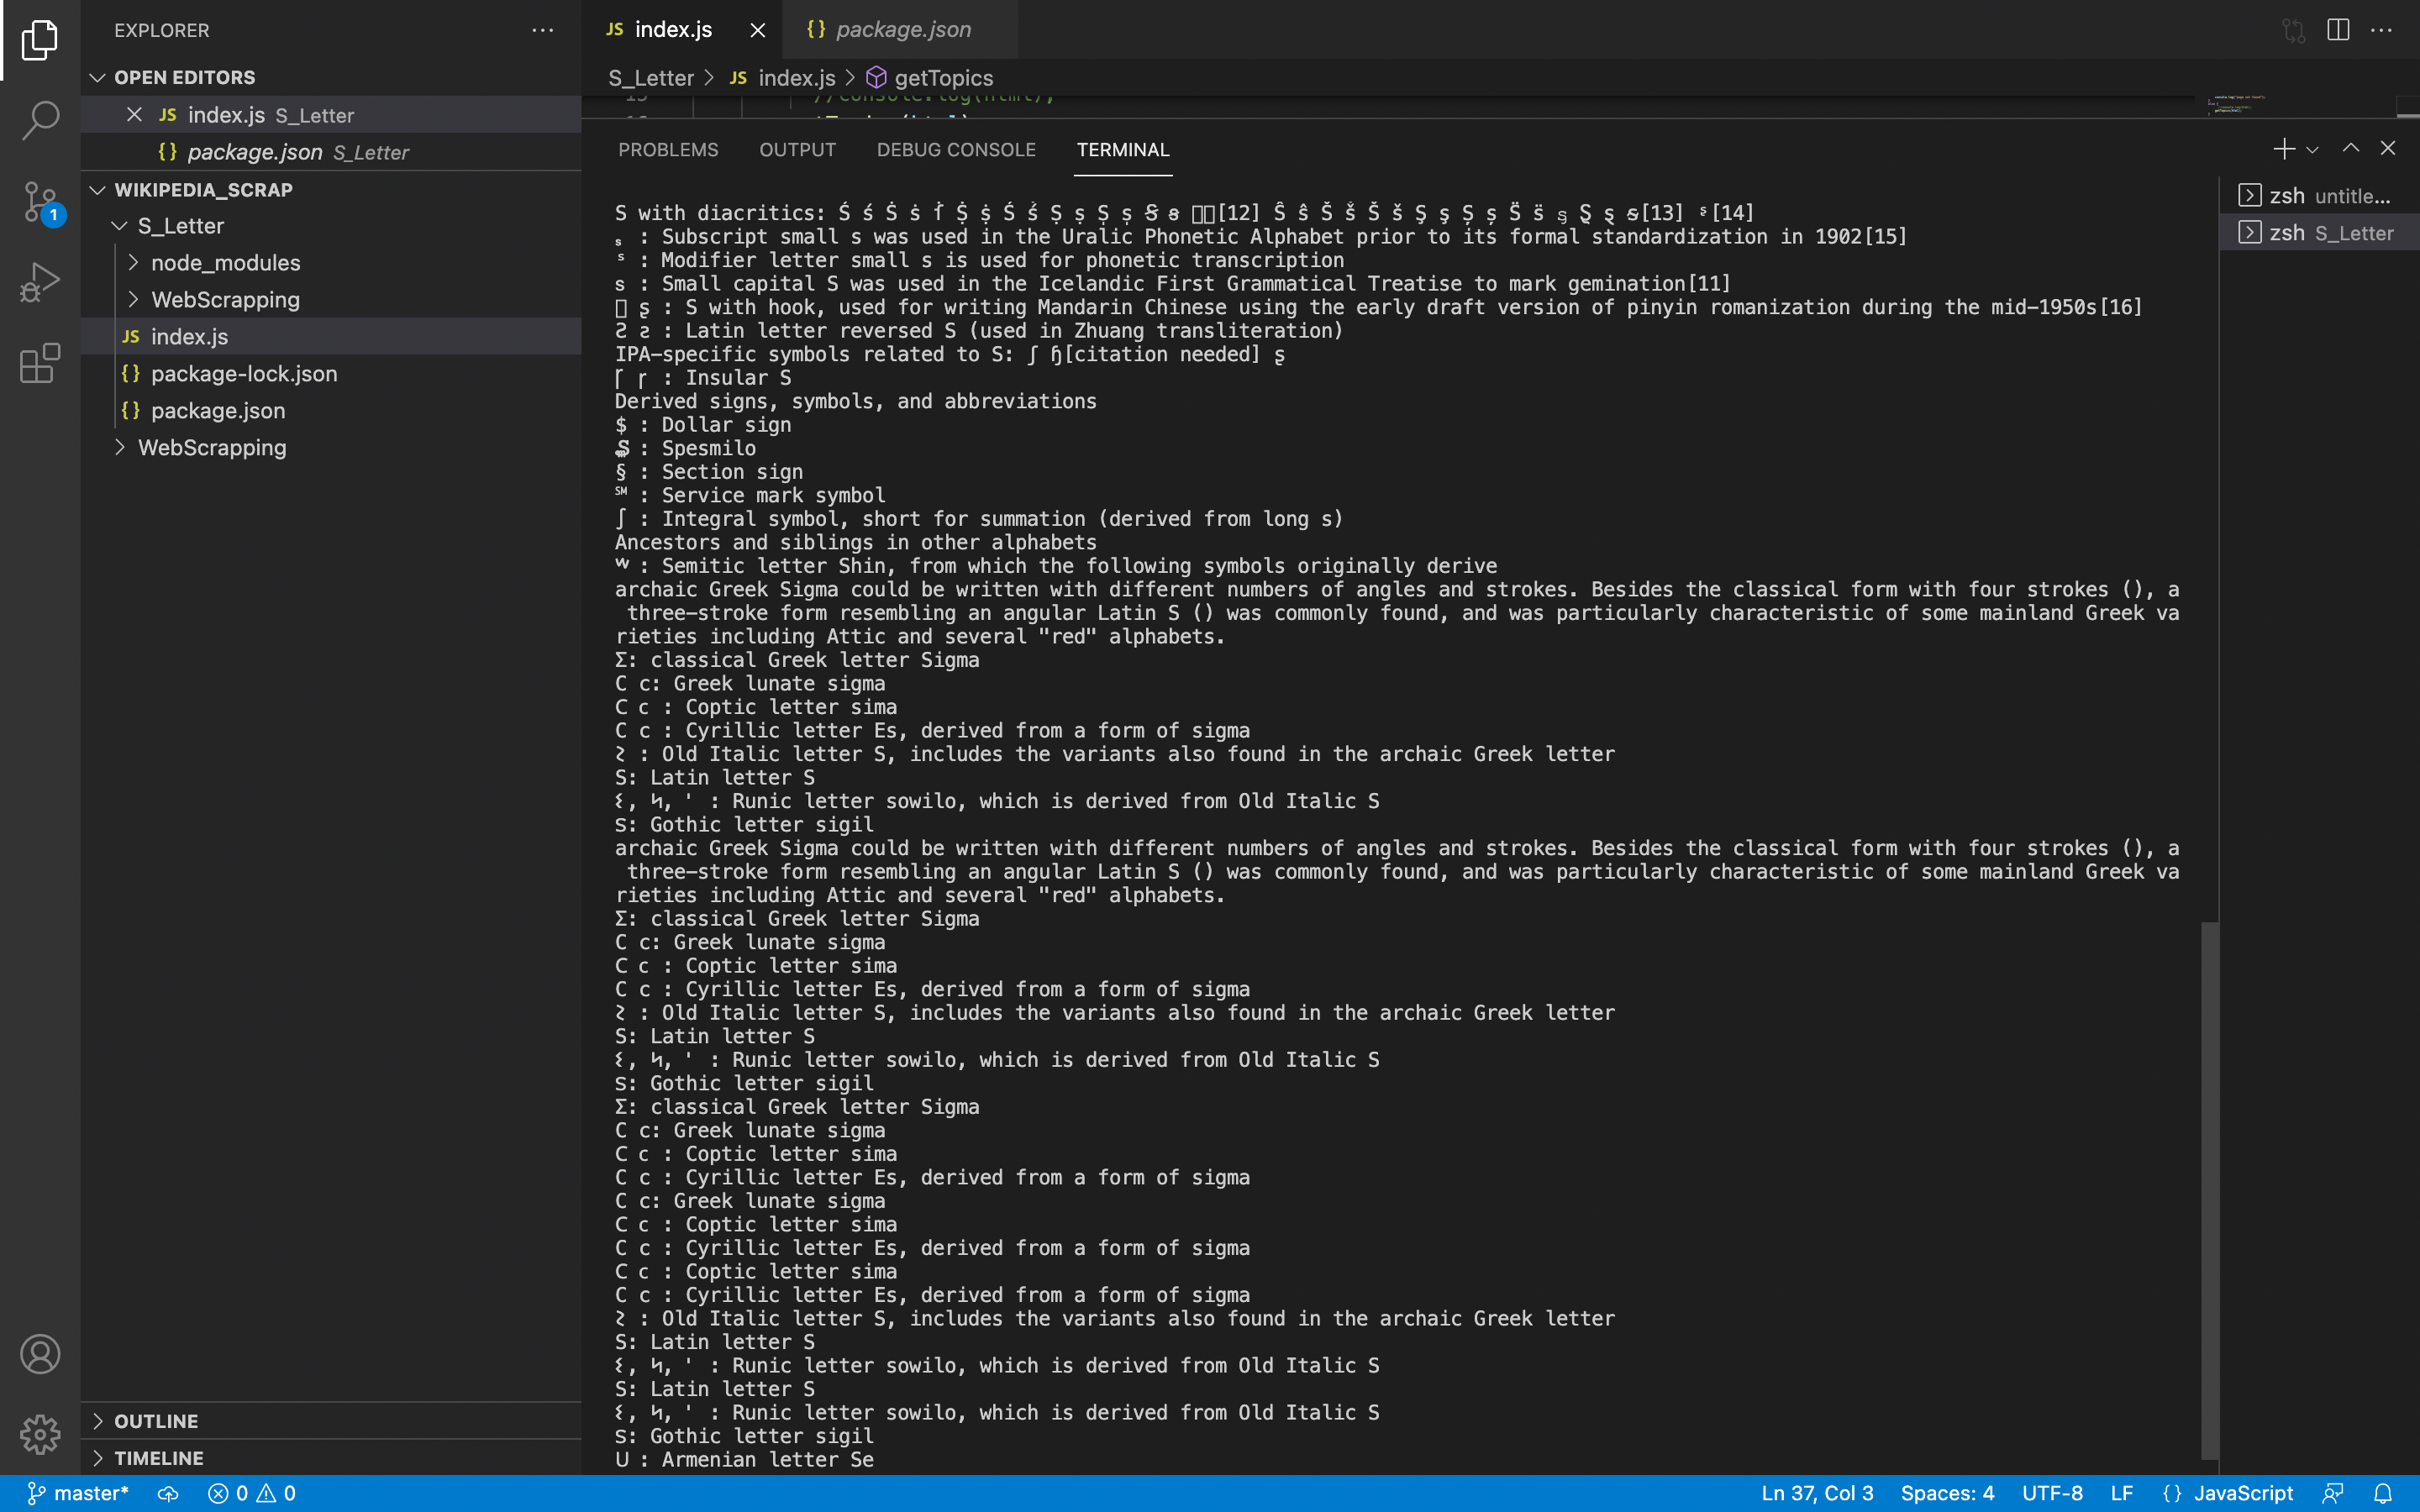 EXPLORER
OPEN EDITORS
JS index.js S_Letter
{} package.json S_Letter
WIKIPEDIA_SCRAP
S_Letter
node_modules
WebScrapping
JS index.js
{} package-lock.json
{} package.json
WebScrapping
OUTLINE
TIMELINE
JS index.js
{} package.json
S_Letter > JS index.js > getTopics
//console.log(html);
PROBLEMS OUTPUT DEBUG CONSOLE TERMINAL
zsh untitle...
zsh S_Letter
S with diacritics: [12] [13] [14]
ₛ : Subscript small s was used in the Uralic Phonetic Alphabet prior to its formal standardization in 1902[15]
ˢ : Modifier letter small s is used for phonetic transcription
ꜱ : Small capital S was used in the Icelandic First Grammatical Treatise to mark gemination[11]
ʂ : S with hook, used for writing Mandarin Chinese using the early draft version of pinyin romanization during the mid-1950s[16]
Ƨ ƨ : Latin letter reversed S (used in Zhuang transliteration)
IPA-specific symbols related to S: ʃ ɧ[citation needed] ʂ
Ꞅ ꞅ : Insular S
Derived signs, symbols, and abbreviations
$ : Dollar sign
₷ : Spesmilo
§ : Section sign
℠ : Service mark symbol
∫ : Integral symbol, short for summation (derived from long s)
Ancestors and siblings in other alphabets
𐤔 : Semitic letter Shin, from which the following symbols originally derive
archaic Greek Sigma could be written with different numbers of angles and strokes. Besides the classical form with four strokes (), a
three-stroke form resembling an angular Latin S () was commonly found, and was particularly characteristic of some mainland Greek va
rieties including Attic and several "red" alphabets.
Σ: classical Greek letter Sigma
Ϲ ϲ: Greek lunate sigma
Ⲥ ⲥ : Coptic letter sima
С с : Cyrillic letter Es, derived from a form of sigma
𐌔 : Old Italic letter S, includes the variants also found in the archaic Greek letter
S: Latin letter S
ᛊ, ᛋ, ᛌ : Runic letter sowilo, which is derived from Old Italic S
𐍃: Gothic letter sigil
archaic Greek Sigma could be written with different numbers of angles and strokes. Besides the classical form with four strokes (), a
three-stroke form resembling an angular Latin S () was commonly found, and was particularly characteristic of some mainland Greek va
rieties including Attic and several "red" alphabets.
Σ: classical Greek letter Sigma
Ϲ ϲ: Greek lunate sigma
Ⲥ ⲥ : Coptic letter sima
С с : Cyrillic letter Es, derived from a form of sigma
𐌔 : Old Italic letter S, includes the variants also found in the archaic Greek letter
S: Latin letter S
ᛊ, ᛋ, ᛌ : Runic letter sowilo, which is derived from Old Italic S
𐍃: Gothic letter sigil
Σ: classical Greek letter Sigma
Ϲ ϲ: Greek lunate sigma
Ⲥ ⲥ : Coptic letter sima
С с : Cyrillic letter Es, derived from a form of sigma
Ϲ ϲ: Greek lunate sigma
Ⲥ ⲥ : Coptic letter sima
С с : Cyrillic letter Es, derived from a form of sigma
Ⲥ ⲥ : Coptic letter sima
С с : Cyrillic letter Es, derived from a form of sigma
𐌔 : Old Italic letter S, includes the variants also found in the archaic Greek letter
S: Latin letter S
ᛊ, ᛋ, ᛌ : Runic letter sowilo, which is derived from Old Italic S
S: Latin letter S
ᛊ, ᛋ, ᛌ : Runic letter sowilo, which is derived from Old Italic S
𐍃: Gothic letter sigil
Ս : Armenian letter Se
master* 0 0
Ln 37, Col 3 Spaces: 4 UTF-8 LF {} JavaScript
1